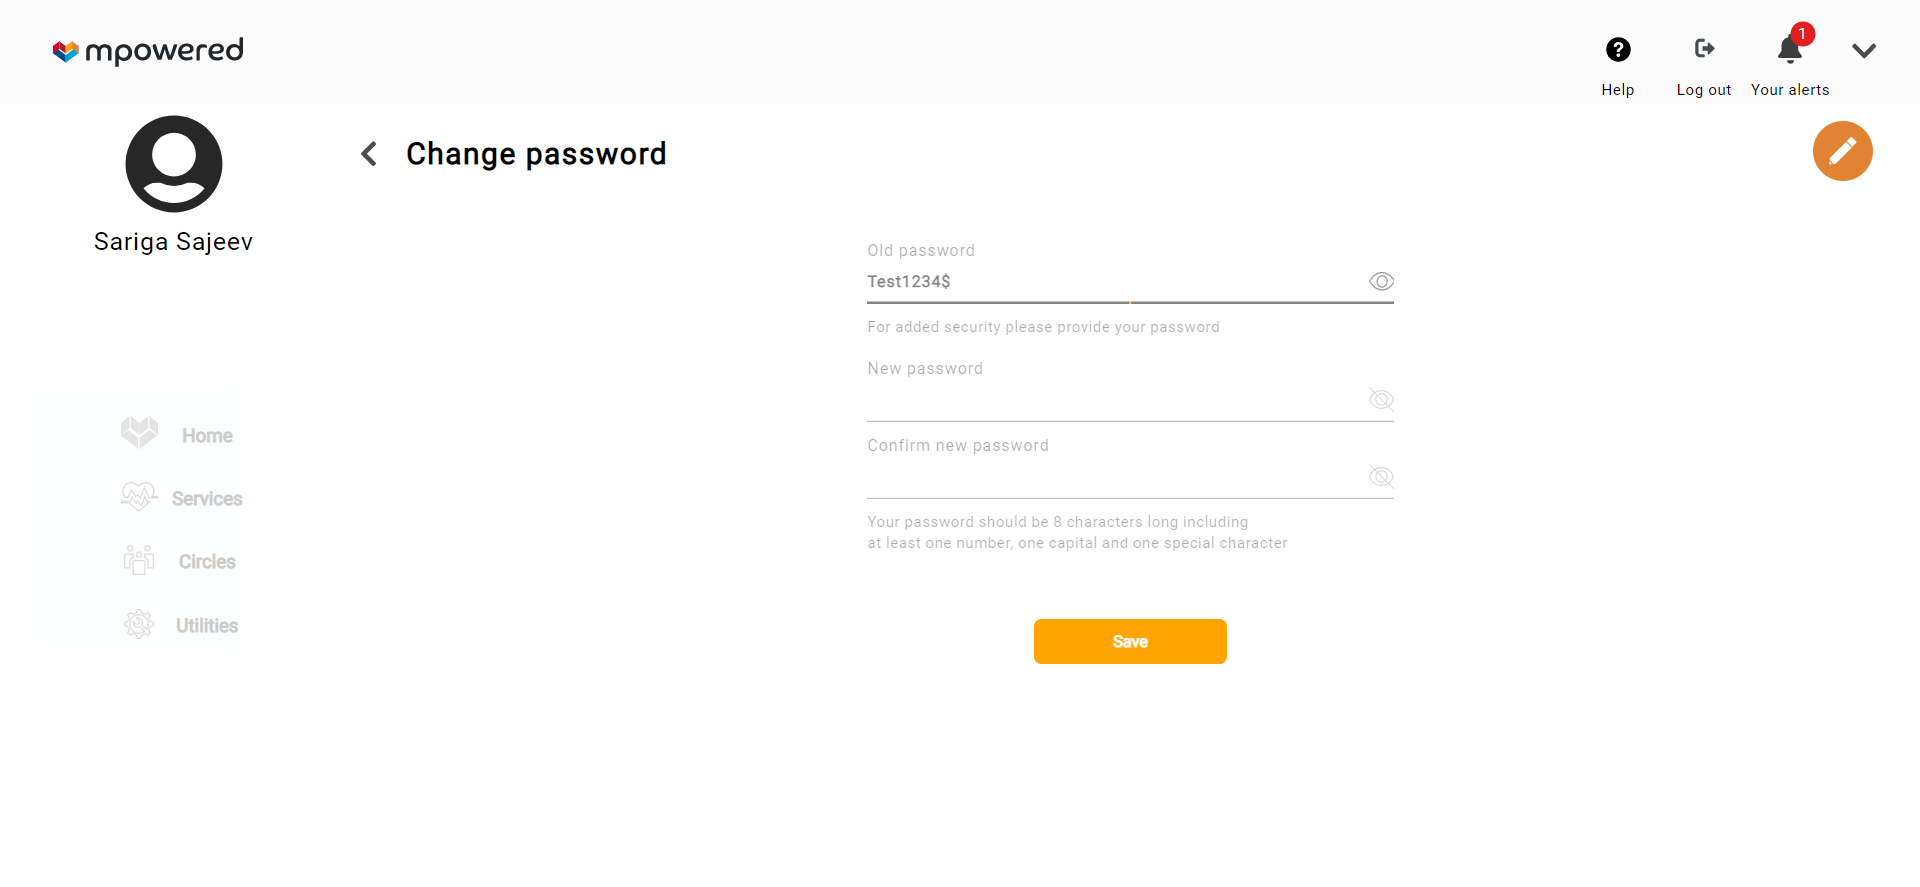 mpowered
?
1
Help
Log out
Your alerts
Sariga Sajeev
Change password
Old password
Test1234$
For added security please provide your password
New password
Confirm new password
Your password should be 8 characters long including
at least one number, one capital and one special character
Save
Home
Services
Circles
Utilities